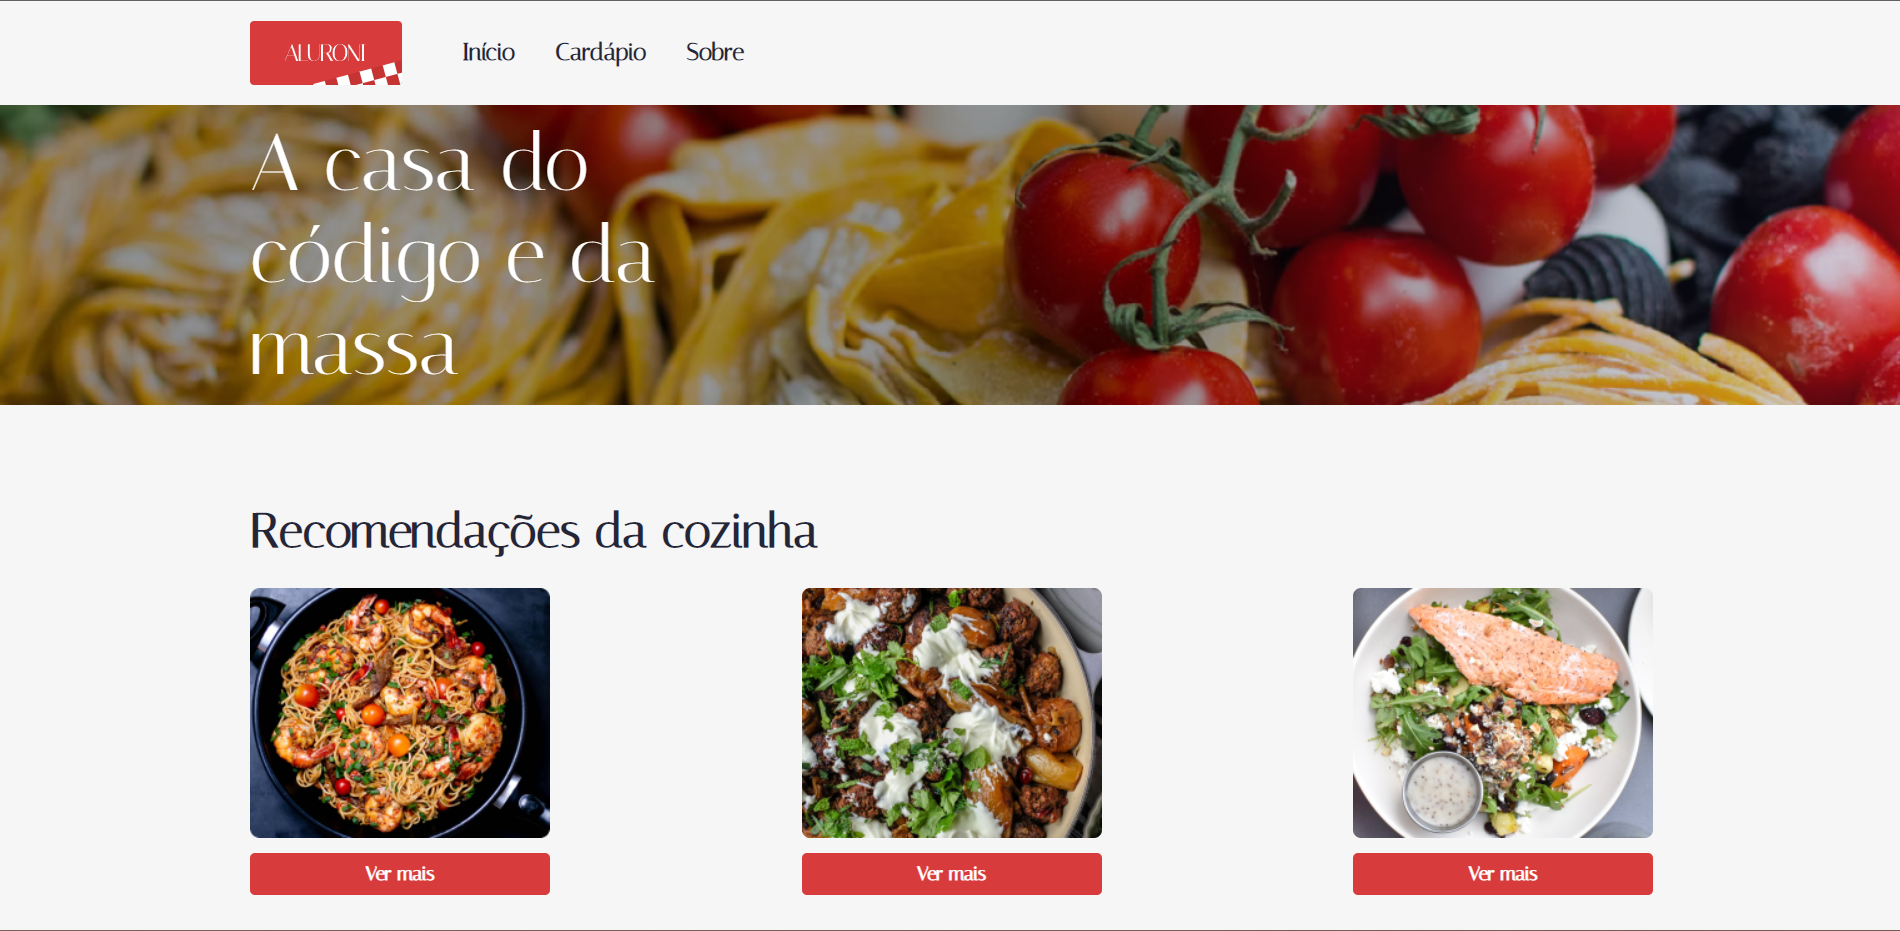 ALURONI
Início Cardápio Sobre
A casa do
código e da
massa
Recomendações da cozinha
Ver mais Ver mais Ver mais